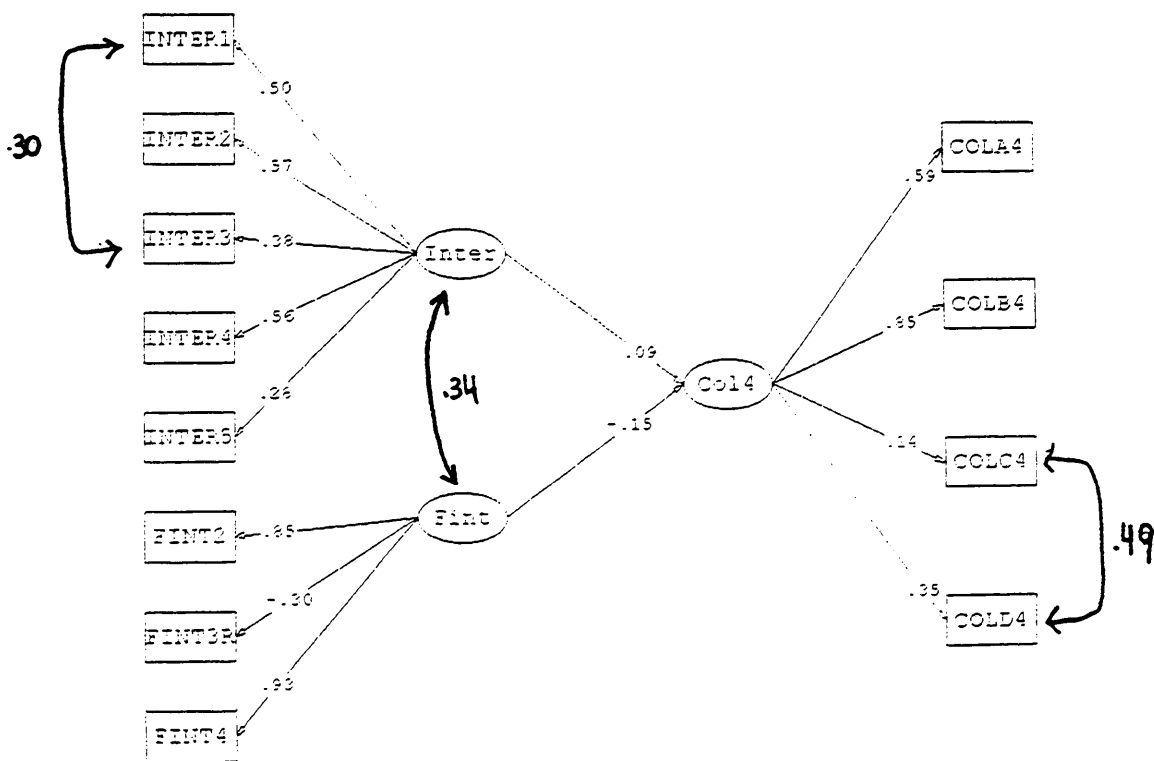 INTER1
.50
.30
INTER2
.57
COLA4
.59
INTER3
.38
Inter
INTER4
.56
COLB4
.85
.09
Col4
INTER5
.34
-.15
.14
COLC4
FINT2
.85
Fint
.49
FINT3R
-.30
.35
COLD4
.93
FINT4